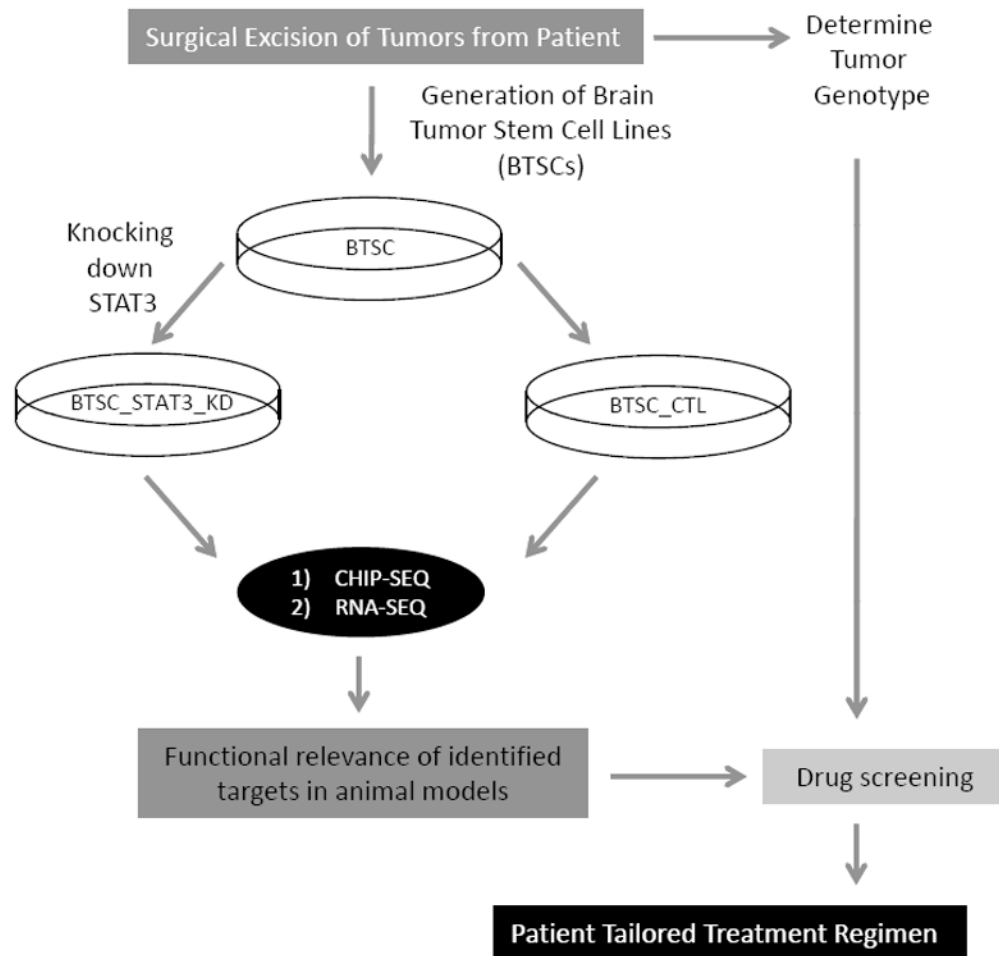 Surgical Excision of Tumors from Patient
Determine
Tumor
Genotype
Generation of Brain
Tumor Stem Cell Lines
(BTSCs)
Knocking
down
STAT3
BTSC
BTSC_STAT3_KD
BTSC_CTL
1) CHIP-SEQ
2) RNA-SEQ
Functional relevance of identified
targets in animal models
Drug screening
Patient Tailored Treatment Regimen